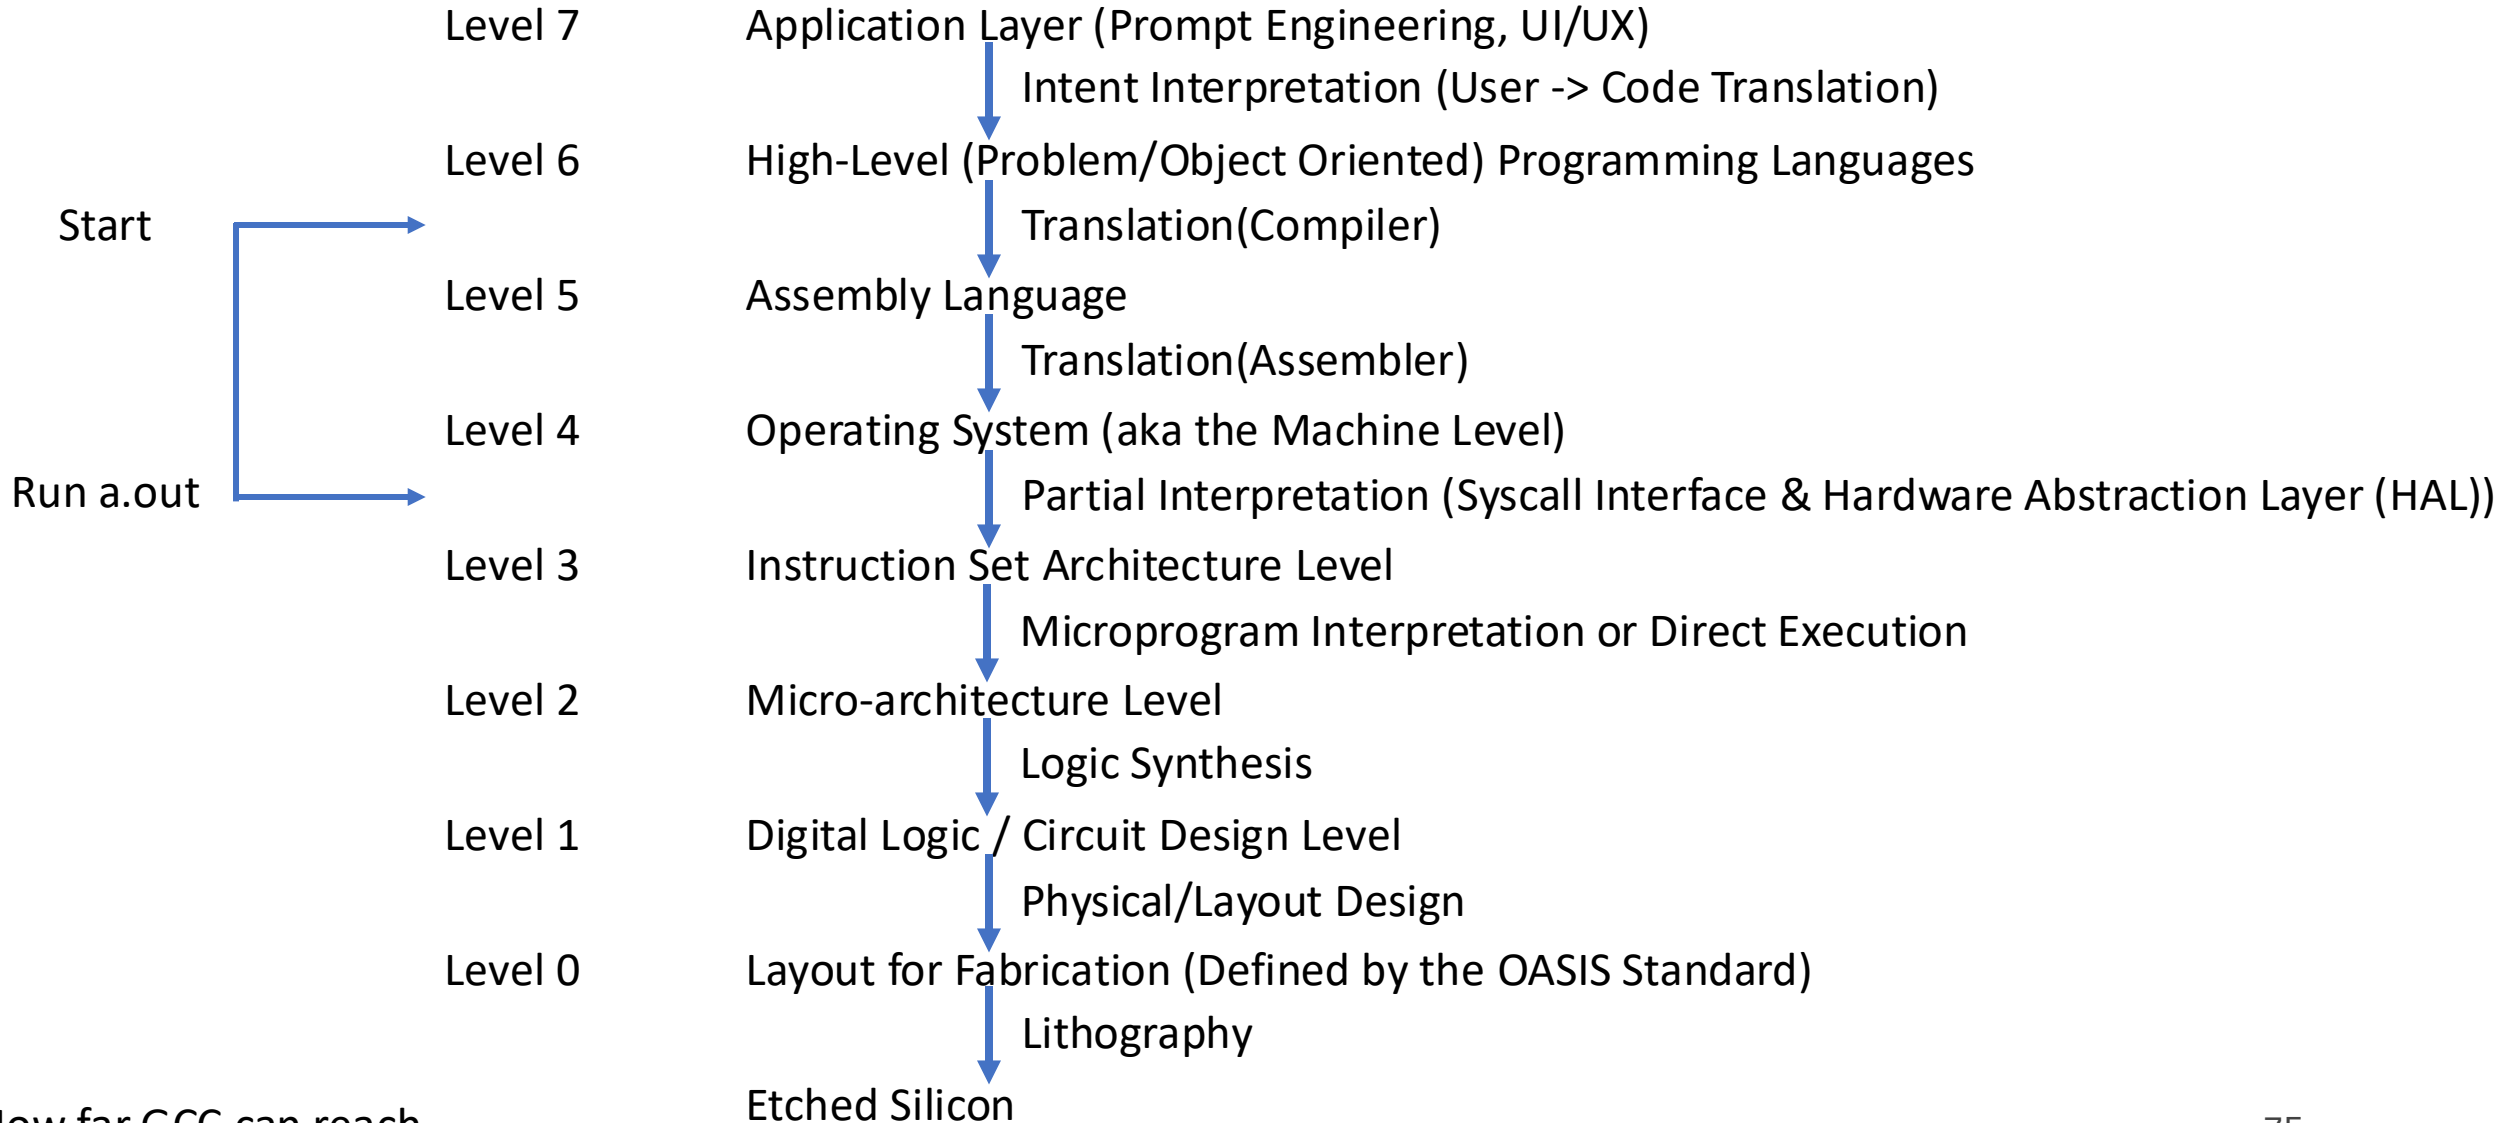 Level 7 Application Layer (Prompt Engineering, UI/UX)
Intent Interpretation (User -> Code Translation)
Level 6 High-Level (Problem/Object Oriented) Programming Languages
Start Translation(Compiler)
Level 5 Assembly Language
Translation(Assembler)
Level 4 Operating System (aka the Machine Level)
Run a.out Partial Interpretation (Syscall Interface & Hardware Abstraction Layer (HAL))
Level 3 Instruction Set Architecture Level
Microprogram Interpretation or Direct Execution
Level 2 Micro-architecture Level
Logic Synthesis
Level 1 Digital Logic / Circuit Design Level
Physical/Layout Design
Level 0 Layout for Fabrication (Defined by the OASIS Standard)
Lithography
Etched Silicon
far GCC can reach